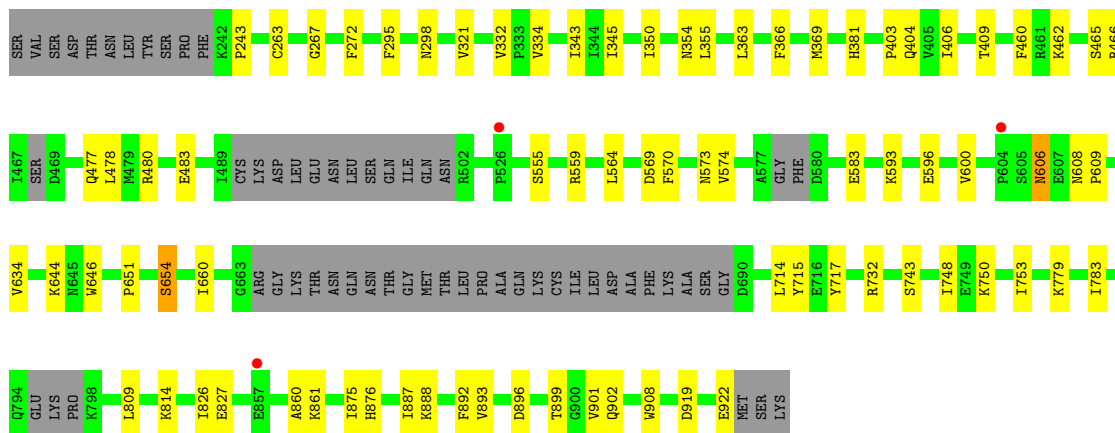 SER VAL SER ASP THR ASN LEU TYR SER PRO PHE K242 P243 C263 G267 F272 F295 N298 V321 V332 P333 V334 I343 I344 I345 I350 N354 L355 L363 F366 M369 H381 P403 Q404 V405 I406 T409 F460 R461 K462 S465 R466
I467 SER D469 Q477 L478 M479 R480 E483 I489 CYS LYS ASP LEU GLU ASN LEU SER GLN ILE GLN ASN R502 P526 S555 R559 L564 D569 F570 N573 V574 A577 GLY PHE D580 E583 K593 E596 V600 P604 S605 N606 E607 N608 P609
V634 K644 N645 W646 P651 S654 I660 G663 ARG GLY LYS THR ASN GLN ASN THR GLY MET THR LEU PRO ALA GLN LYS CYS ILE LEU ASP ALA PHE LYS ALA SER GLY D690 L714 Y715 E716 Y717 R732 S743 I748 E749 K750 I753 K779 I783
Q794 GLU LYS PRO K798 L809 K814 I826 E827 E857 A860 K861 I875 H876 I887 K888 F892 V893 D896 T899 G900 V901 Q902 W908 D919 E922 MET SER LYS